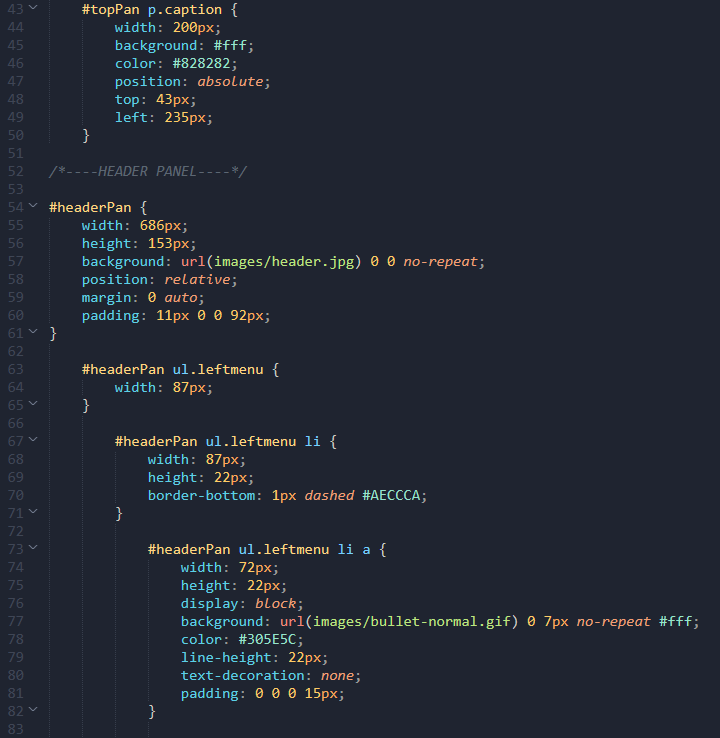 43 #topPan p.caption {
44 width: 200px;
45 background: #fff;
46 color: #828282;
47 position: absolute;
48 top: 43px;
49 left: 235px;
50 }
51
52 /*----HEADER PANEL----*/
53
54 #headerPan {
55 width: 686px;
56 height: 153px;
57 background: url(images/header.jpg) 0 0 no-repeat;
58 position: relative;
59 margin: 0 auto;
60 padding: 11px 0 0 92px;
61 }
62
63 #headerPan ul.leftmenu {
64 width: 87px;
65 }
66
67 #headerPan ul.leftmenu li {
68 width: 87px;
69 height: 22px;
70 border-bottom: 1px dashed #AECCCA;
71 }
72
73 #headerPan ul.leftmenu li a {
74 width: 72px;
75 height: 22px;
76 display: block;
77 background: url(images/bullet-normal.gif) 0 7px no-repeat #fff;
78 color: #305E5C;
79 line-height: 22px;
80 text-decoration: none;
81 padding: 0 0 0 15px;
82 }
83